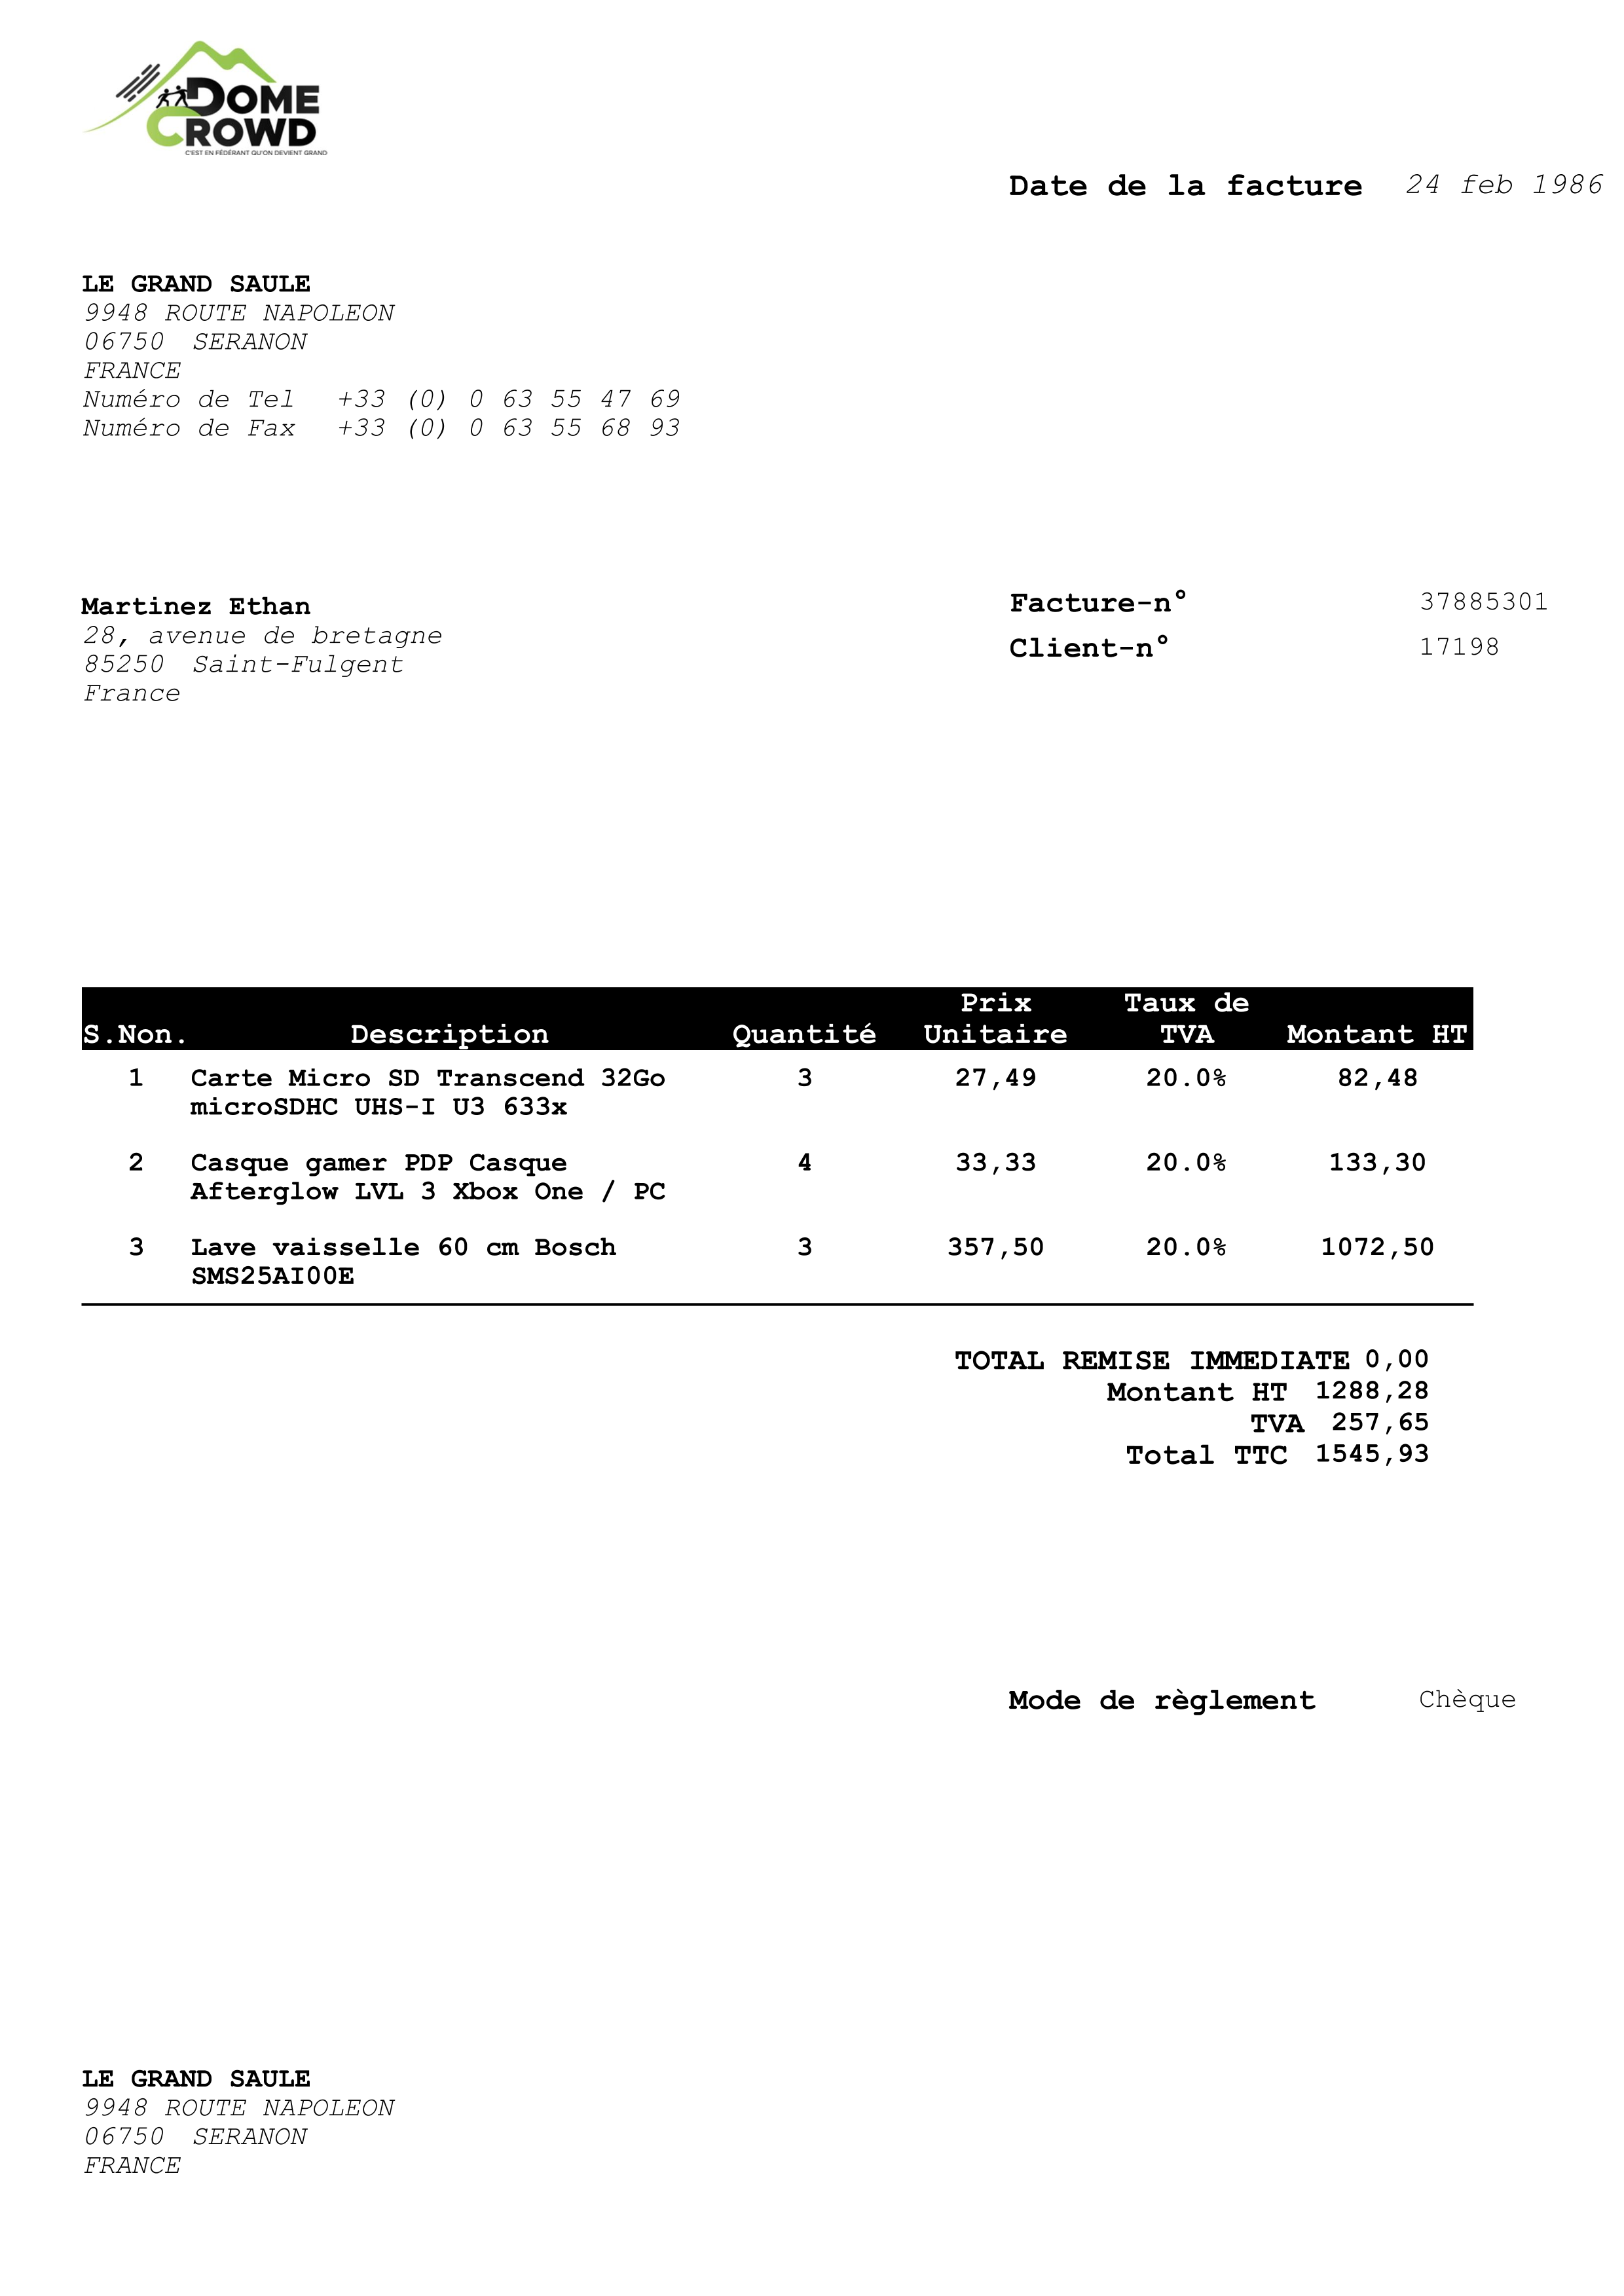 DOME
CROWD
C'EST EN FÉDÉRANT QU'ON DEVIENT GRAND
Date de la facture 24 feb 1986
LE GRAND SAULE
9948 ROUTE NAPOLEON
06750 SERANON
FRANCE
Numéro de Tel +33 (0) 0 63 55 47 69
Numéro de Fax +33 (0) 0 63 55 68 93
Martinez Ethan
28, avenue de bretagne
85250 Saint-Fulgent
France
Facture-n° 37885301
Client-n° 17198
Prix Taux de
S.Non. Description Quantité Unitaire TVA Montant HT
1 Carte Micro SD Transcend 32Go 3 27,49 20.0% 82,48
microSDHC UHS-I U3 633x
2 Casque gamer PDP Casque 4 33,33 20.0% 133,30
Afterglow LVL 3 Xbox One / PC
3 Lave vaisselle 60 cm Bosch 3 357,50 20.0% 1072,50
SMS25AI00E
TOTAL REMISE IMMEDIATE 0,00
Montant HT 1288,28
TVA 257,65
Total TTC 1545,93
Mode de règlement Chèque
LE GRAND SAULE
9948 ROUTE NAPOLEON
06750 SERANON
FRANCE